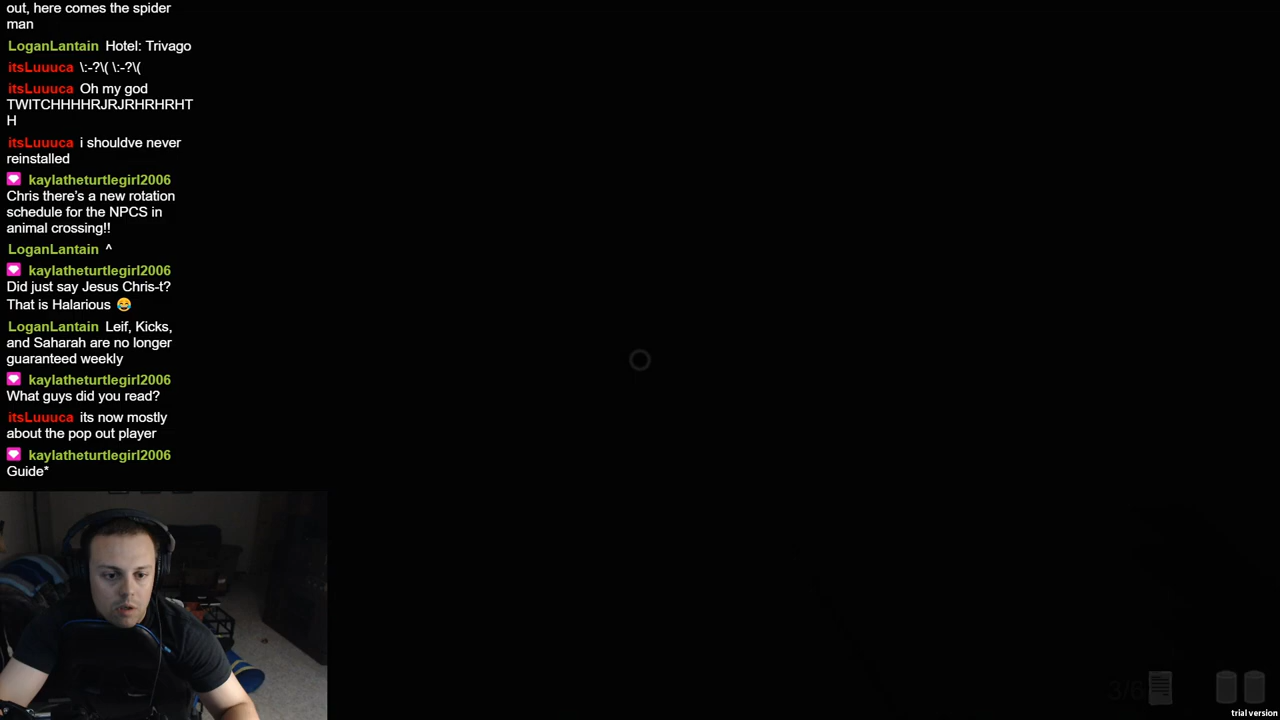 out, here comes the spider
man
LoganLantain Hotel: Trivago
itsLuuuca \:-?\( \:-?\(
itsLuuuca Oh my god
TWITCHHHHRJRJRHRHRHT
H
itsLuuuca i shouldve never
reinstalled
kaylatheturtlegirl2006
Chris there's a new rotation
schedule for the NPCS in
animal crossing!!
LoganLantain ^
kaylatheturtlegirl2006
Did just say Jesus Chris-t?
That is Halarious 😂
LoganLantain Leif, Kicks,
and Saharah are no longer
guaranteed weekly
kaylatheturtlegirl2006
What guys did you read?
itsLuuuca its now mostly
about the pop out player
kaylatheturtlegirl2006
Guide*
3/6
trial version